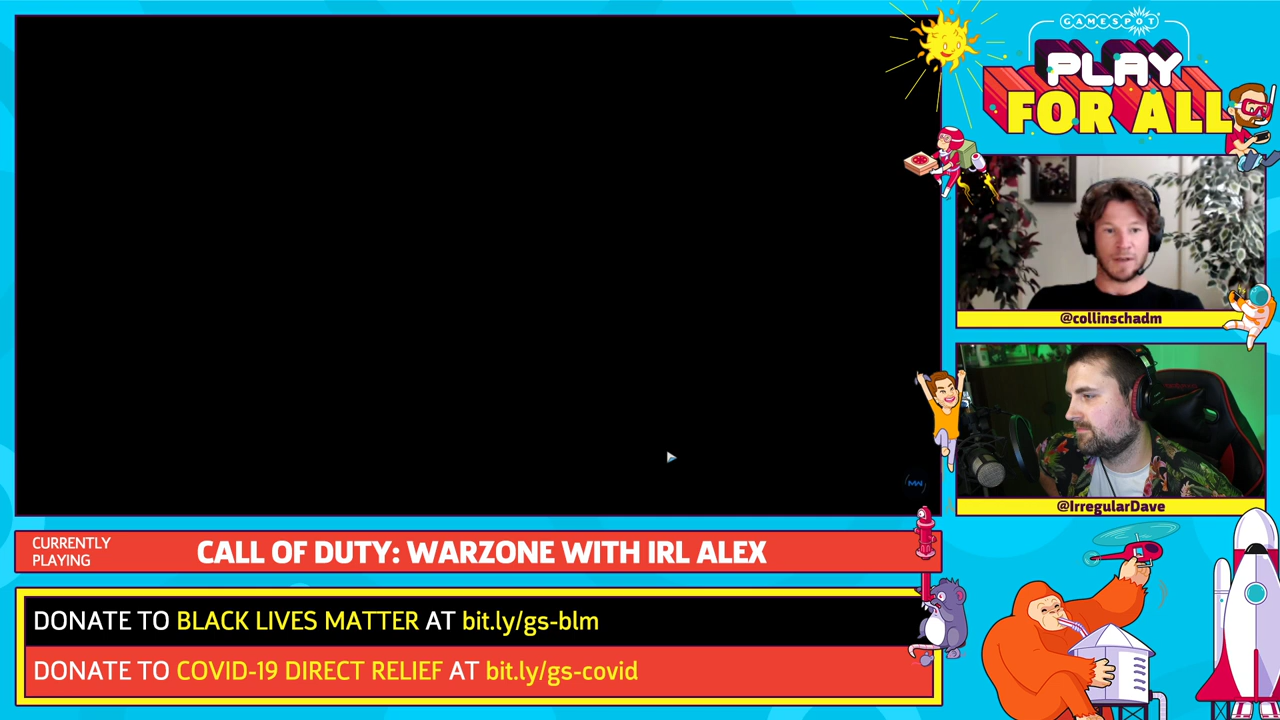 GAMESPOT
PLAY
FOR ALL
@collinschadm
@IrregularDave
MW
CURRENTLY
PLAYING
CALL OF DUTY: WARZONE WITH IRL ALEX
DONATE TO BLACK LIVES MATTER AT bit.ly/gs-blm
DONATE TO COVID-19 DIRECT RELIEF AT bit.ly/gs-covid